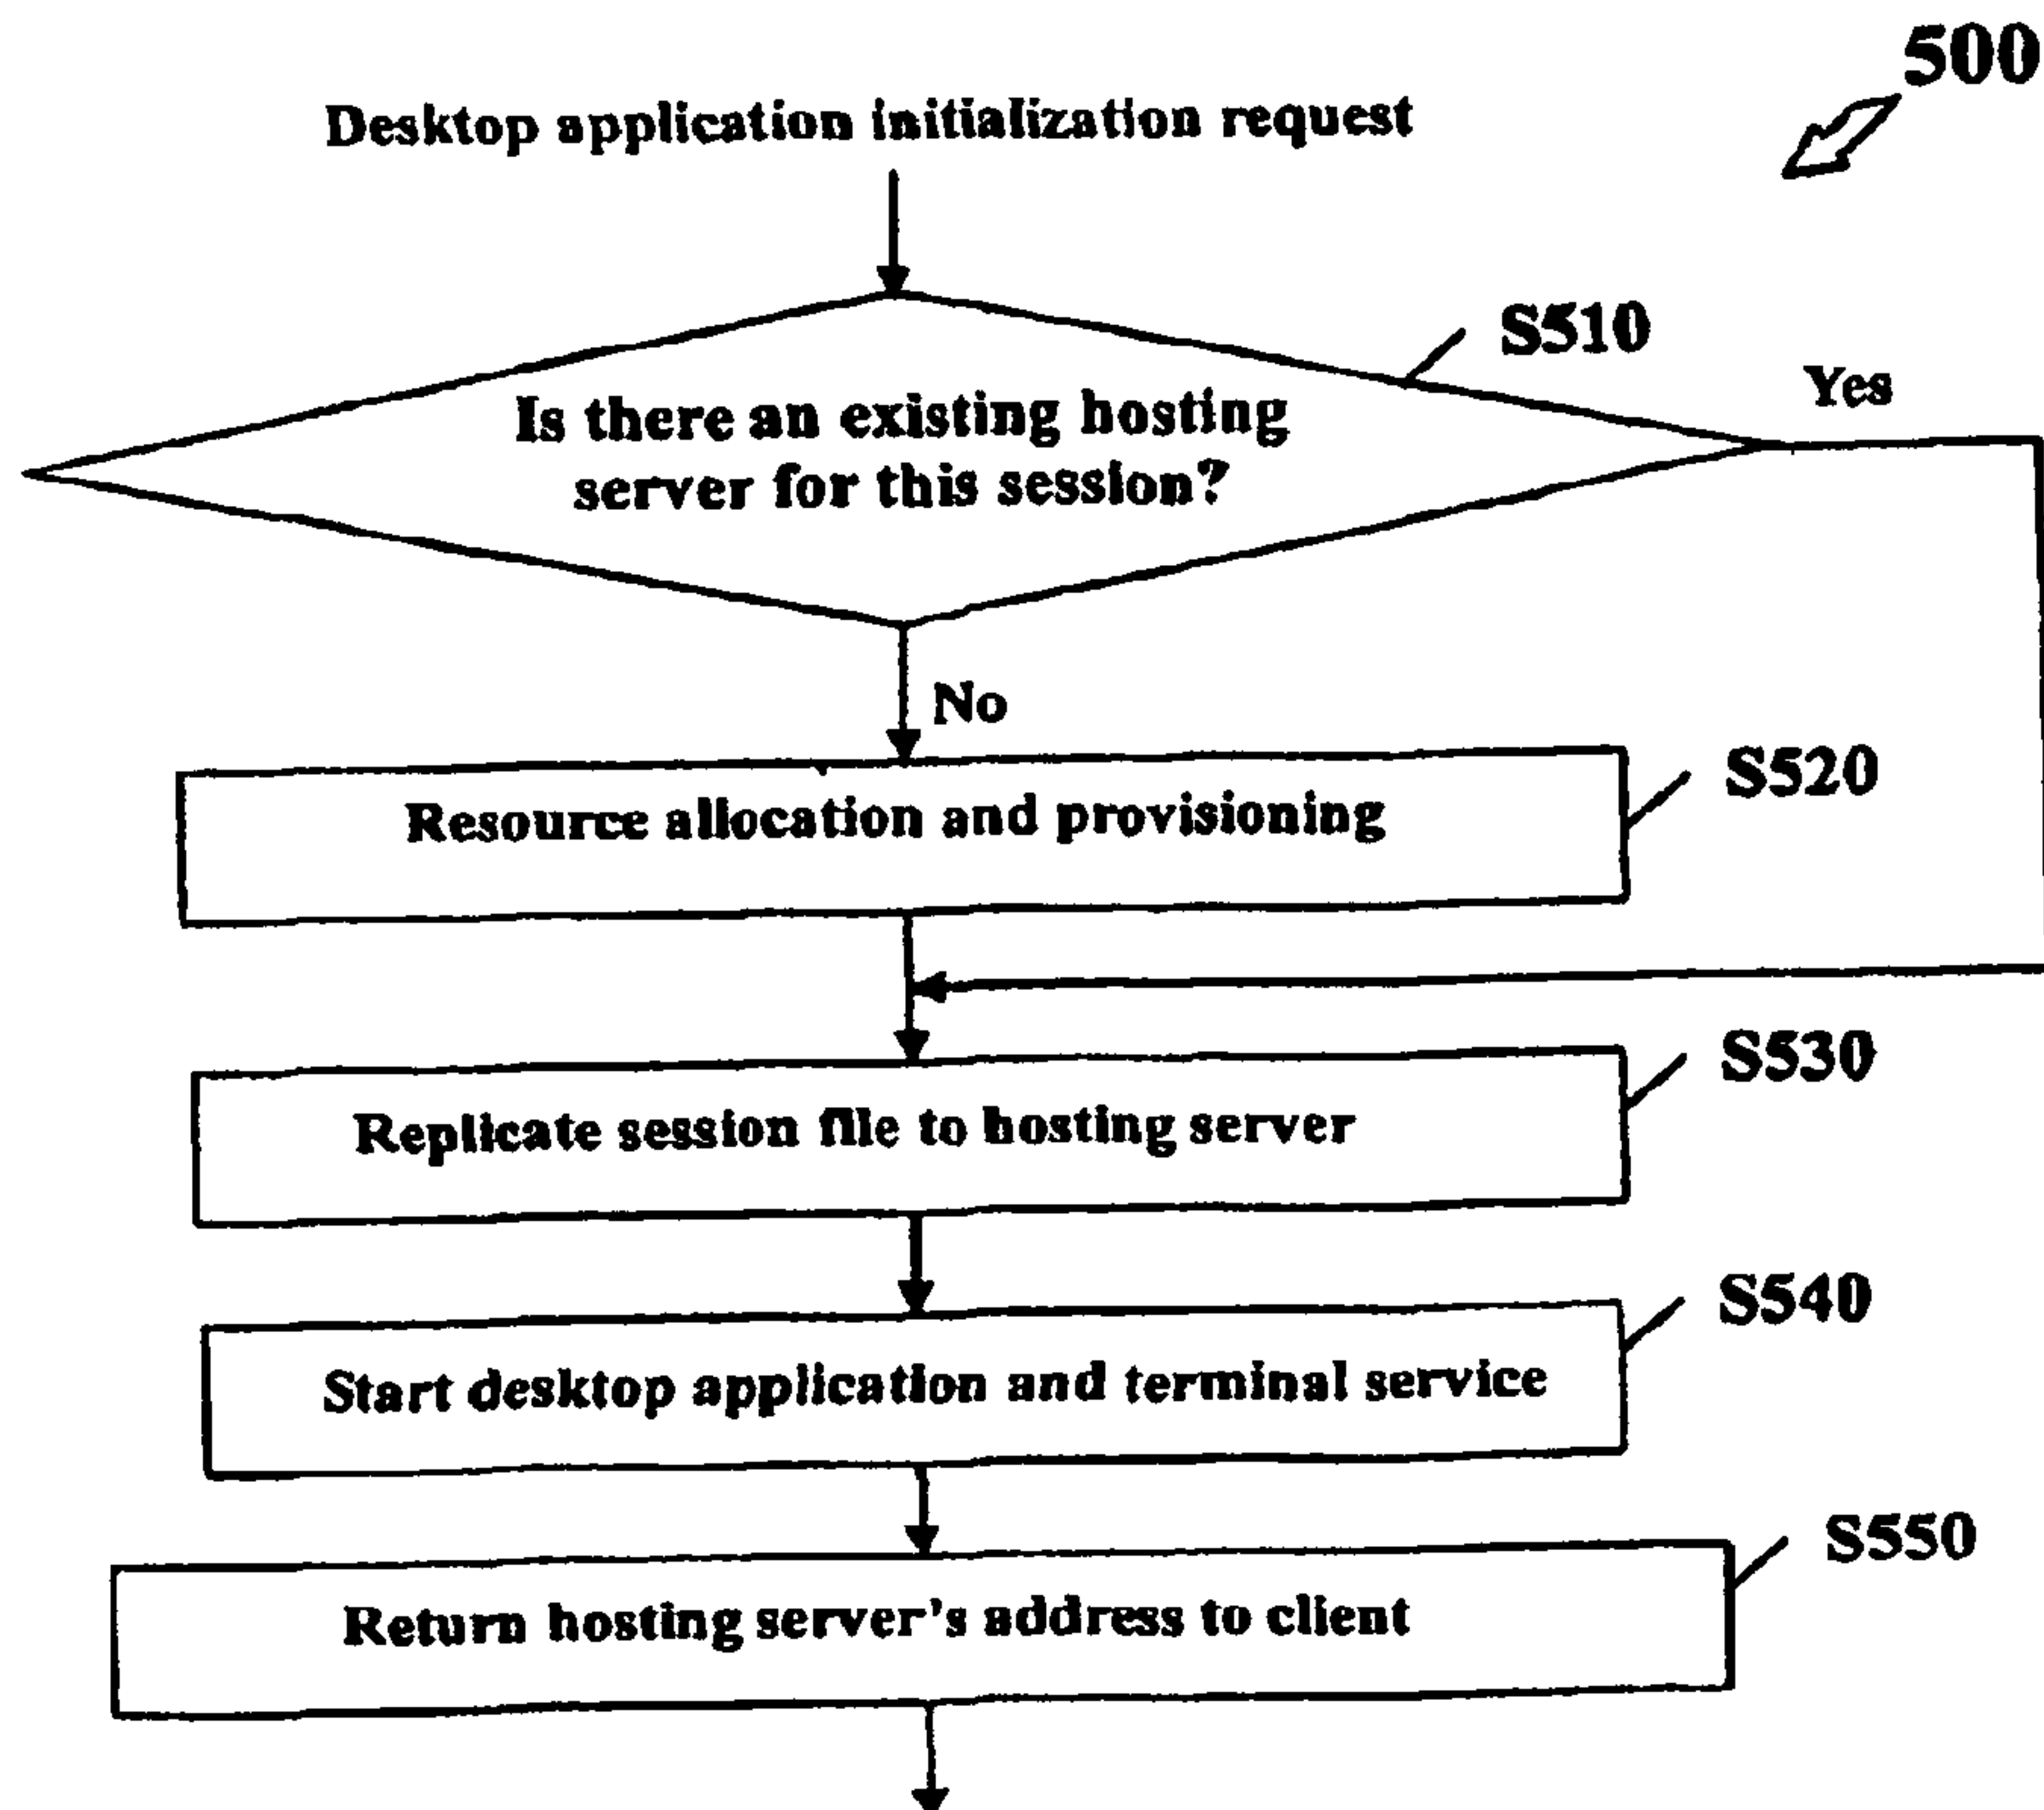 500
Desktop application initialization request
S510
Yes
Is there an existing hosting
server for this session?
No
S520
Resource allocation and provisioning
S530
Replicate session file to hosting server
S540
Start desktop application and terminal service
S550
Return hosting server's address to client